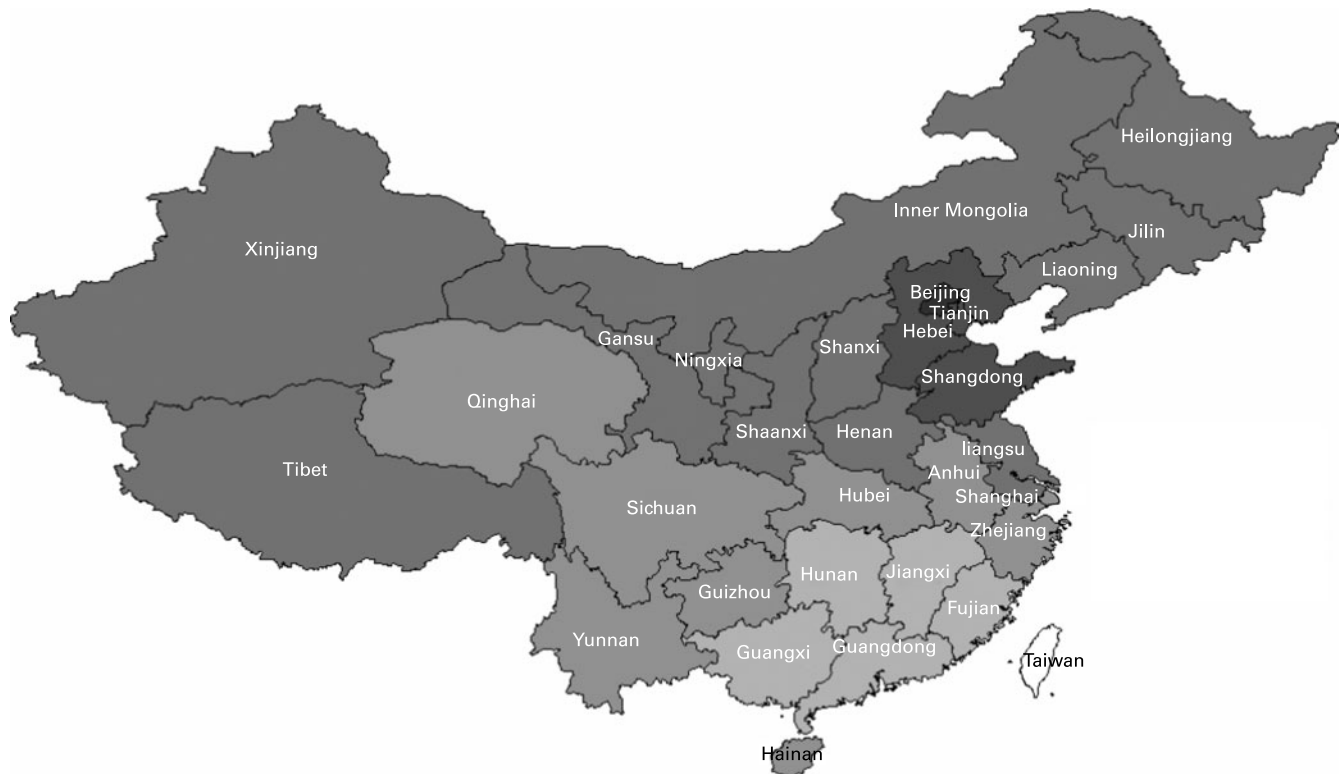 Heilongjiang
Inner Mongolia
Jilin
Xinjiang
Liaoning
Beijing
Tianjin
Hebei
Gansu
Shanxi
Ningxia
Shangdong
Qinghai
Shaanxi
Henan
liangsu
Tibet
Anhui
Hubei
Shanghai
Sichuan
Zhejiang
Hunan
Jiangxi
Guizhou
Fujian
Yunnan
Guangxi
Guangdong
Taiwan
Hainan